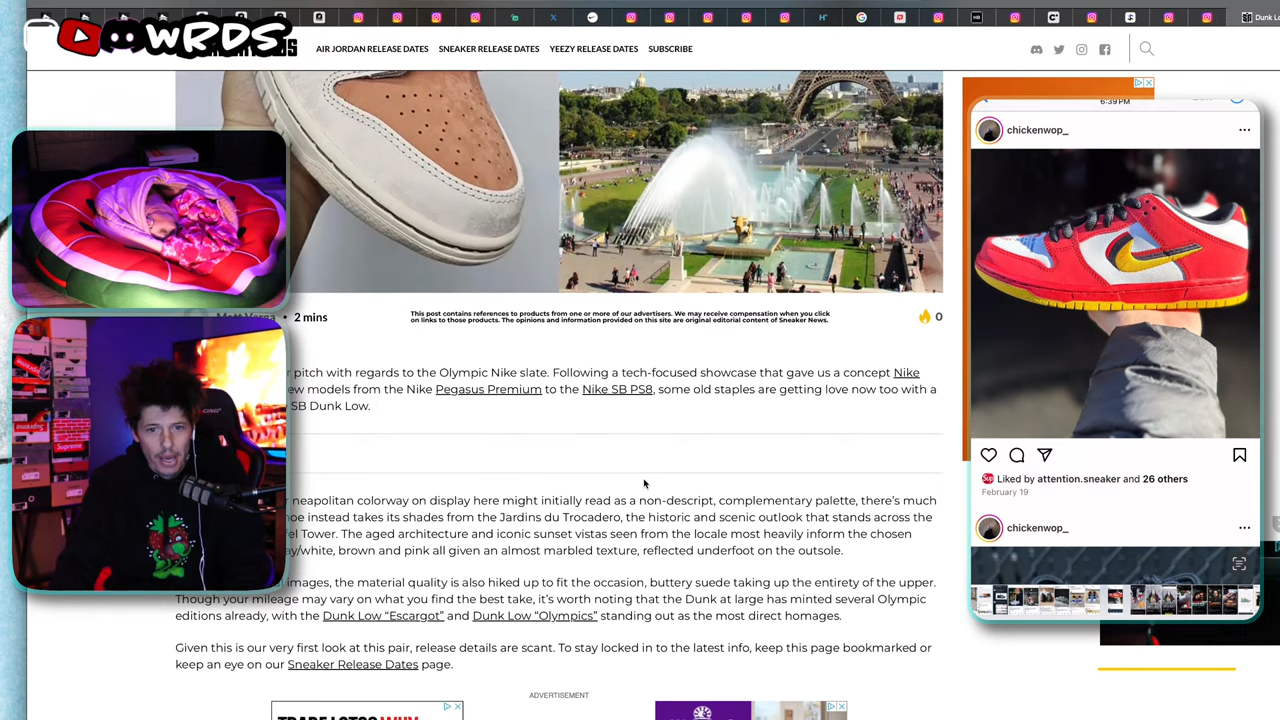 WRDS
AIR JORDAN RELEASE DATES
SNEAKER RELEASE DATES
YEEZY RELEASE DATES
SUBSCRIBE
Dunk Lo
• 2 mins
This post contains references to products from one or more of our advertisers. We may receive compensation when you click
on links to those products. The opinions and information provided on this site are original editorial content of Sneaker News.
0
pitch with regards to the Olympic Nike slate. Following a tech-focused showcase that gave us a concept Nike
ew models from the Nike Pegasus Premium to the Nike SB PS8, some old staples are getting love now too with a
SB Dunk Low.
neapolitan colorway on display here might initially read as a non-descript, complementary palette, there's much
oe instead takes its shades from the Jardins du Trocadero, the historic and scenic outlook that stands across the
fel Tower. The aged architecture and iconic sunset vistas seen from the locale most heavily inform the chosen
ay/white, brown and pink all given an almost marbled texture, reflected underfoot on the outsole.
images, the material quality is also hiked up to fit the occasion, buttery suede taking up the entirety of the upper.
Though your mileage may vary on what you find the best take, it's worth noting that the Dunk at large has minted several Olympic
editions already, with the Dunk Low “Escargot” and Dunk Low “Olympics” standing out as the most direct homages.
Given this is our very first look at this pair, release details are scant. To stay locked in to the latest info, keep this page bookmarked or
keep an eye on our Sneaker Release Dates page.
ADVERTISEMENT
6:39 PM
chickenwop_
Liked by attention.sneaker and 26 others
February 19
chickenwop_
Supreme